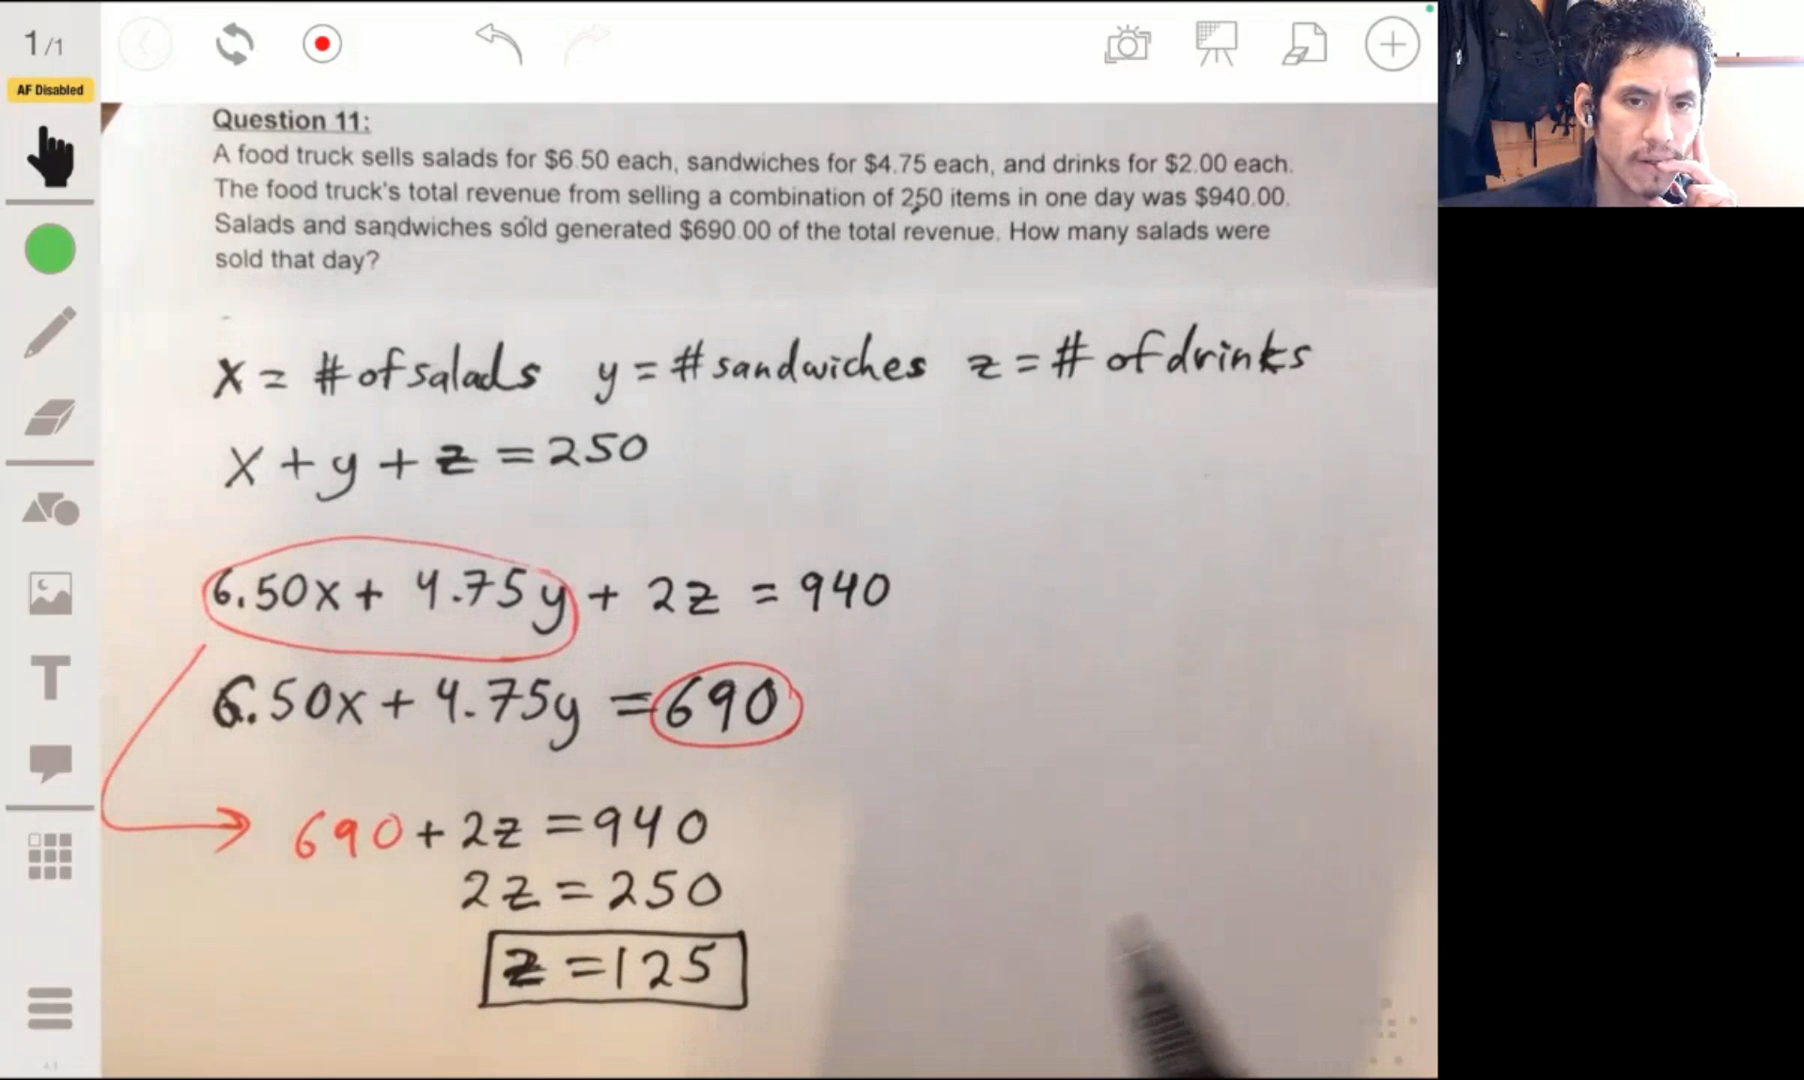 1/1
AF Disabled
T
Question 11:
A food truck sells salads for $6.50 each, sandwiches for $4.75 each, and drinks for $2.00 each.
The food truck's total revenue from selling a combination of 250 items in one day was $940.00.
Salads and sandwiches sold generated $690.00 of the total revenue. How many salads were
sold that day?
x = # of salads y = # sandwiches z = # of drinks
x + y + z = 250
6.50x + 4.75y + 2z = 940
6.50x + 4.75y = 690
690 + 2z = 940
2z = 250
z = 125